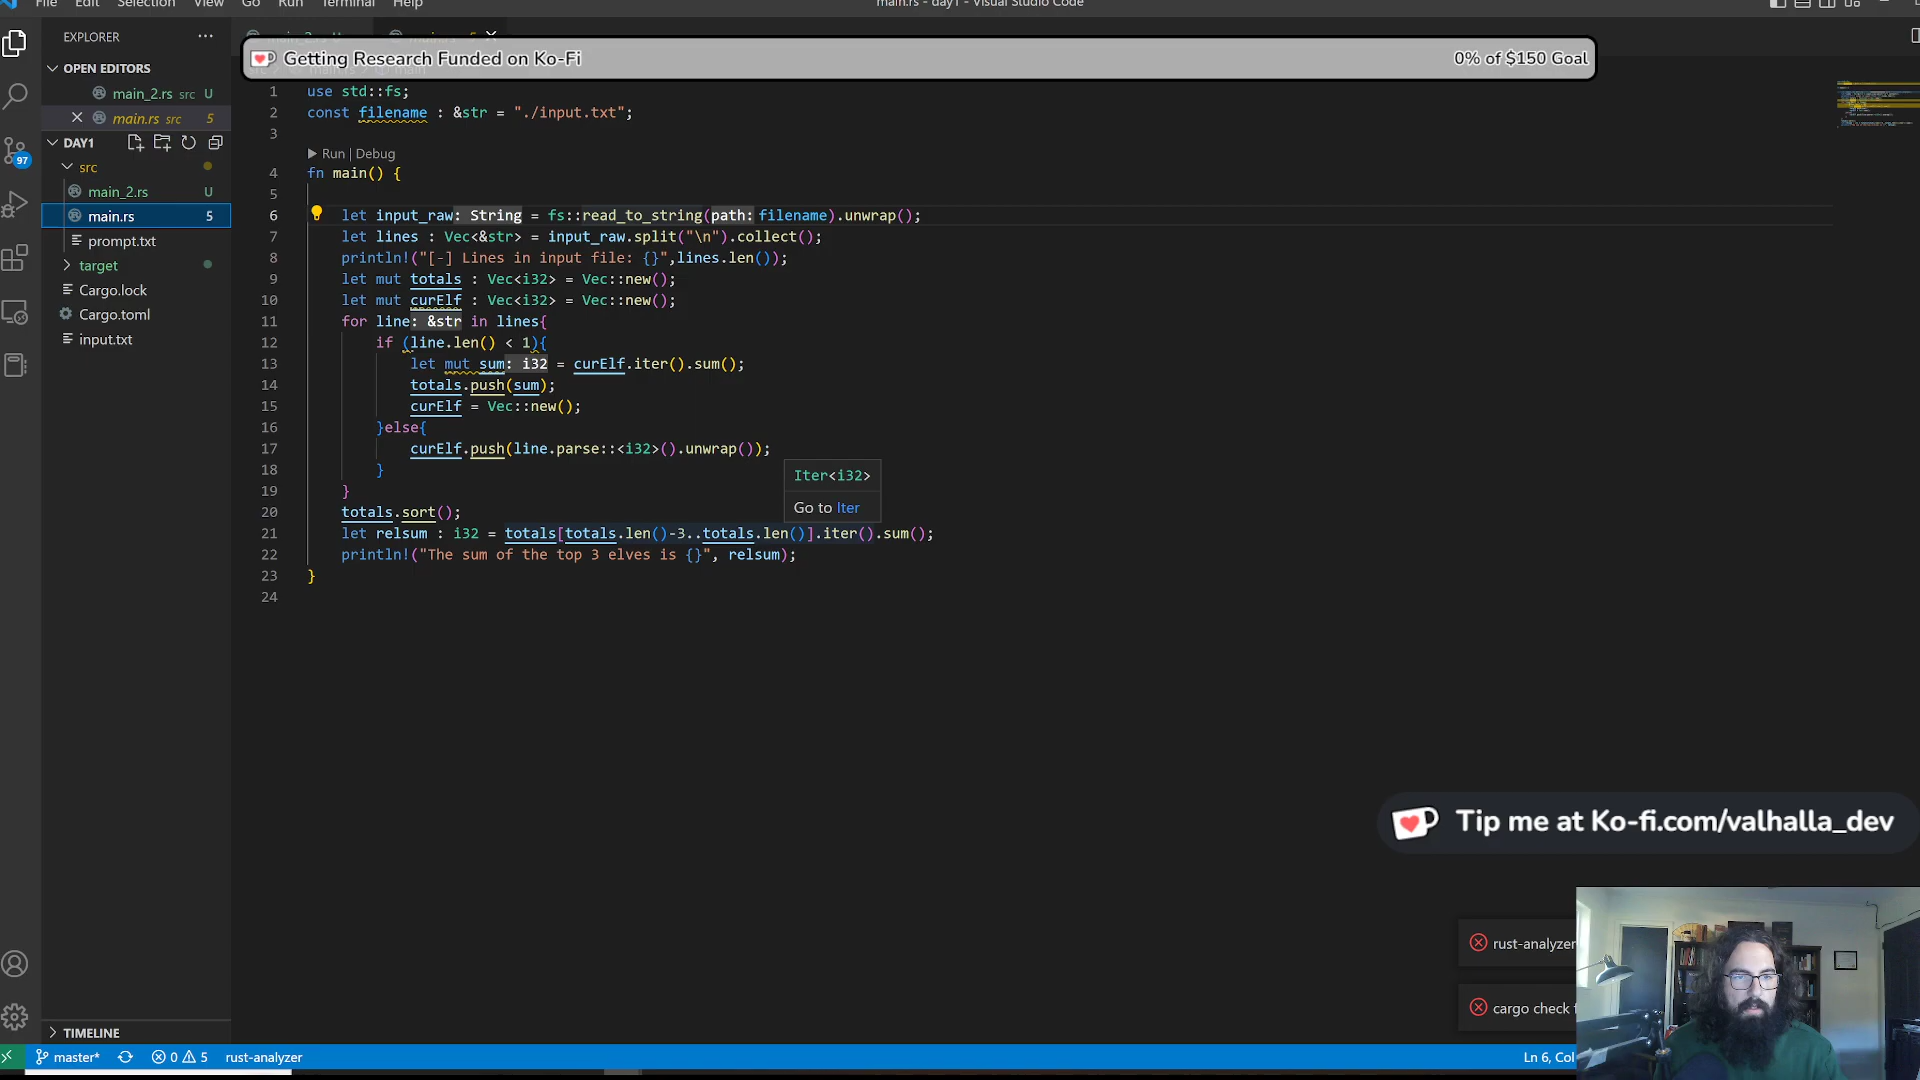 File Edit Selection View Go Run Terminal Help
main.rs - day1 - Visual Studio Code
EXPLORER
OPEN EDITORS
main_2.rs src U
main.rs src 5
DAY1
src
main_2.rs U
main.rs 5
prompt.txt
target
Cargo.lock
Cargo.toml
input.txt
TIMELINE
97
Getting Research Funded on Ko-Fi
0% of $150 Goal
1 use std::fs;
2 const filename : &str = "./input.txt";
3
Run | Debug
4 fn main() {
5
6 let input_raw: String = fs::read_to_string(path: filename).unwrap();
7 let lines : Vec<&str> = input_raw.split("\n").collect();
8 println!("[-] Lines in input file: {}",lines.len());
9 let mut totals : Vec<i32> = Vec::new();
10 let mut curElf : Vec<i32> = Vec::new();
11 for line: &str in lines{
12 if (line.len() < 1){
13 let mut sum: i32 = curElf.iter().sum();
14 totals.push(sum);
15 curElf = Vec::new();
16 }else{
17 curElf.push(line.parse::<i32>().unwrap());
18 }
19 }
20 totals.sort();
21 let relsum : i32 = totals[totals.len()-3..totals.len()].iter().sum();
22 println!("The sum of the top 3 elves is {}", relsum);
23 }
24
Iter<i32>
Go to Iter
Tip me at Ko-fi.com/valhalla_dev
rust-analyzer
cargo check
master*
0 5
rust-analyzer
Ln 6, Col